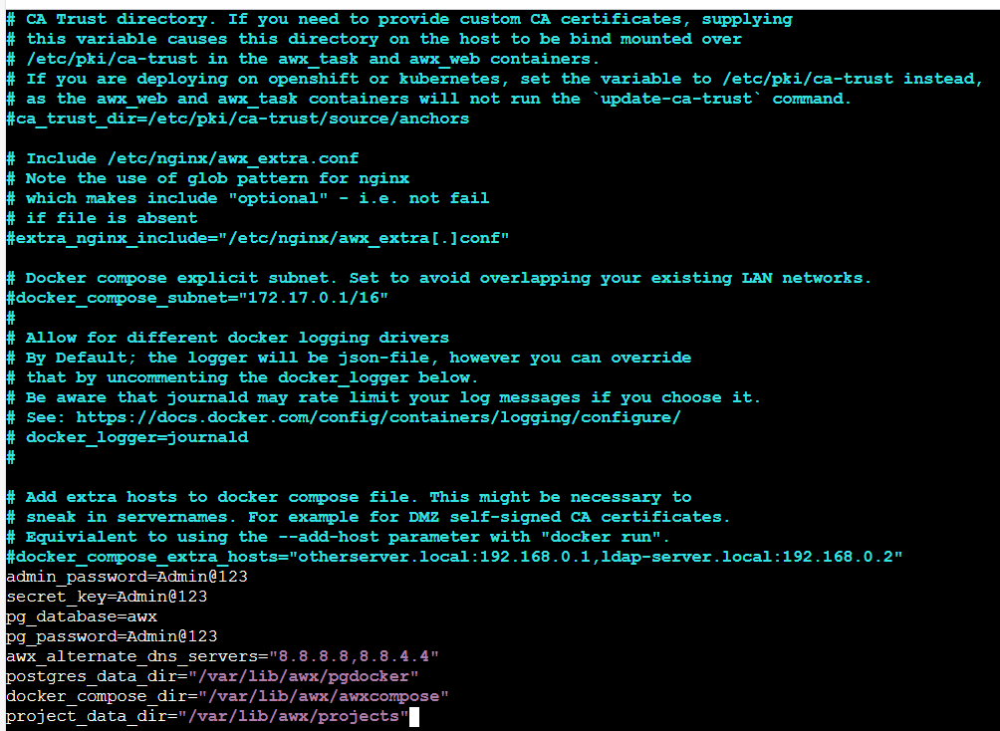 # CA Trust directory. If you need to provide custom CA certificates, supplying
# this variable causes this directory on the host to be bind mounted over
# /etc/pki/ca-trust in the awx_task and awx_web containers.
# If you are deploying on openshift or kubernetes, set the variable to /etc/pki/ca-trust instead,
# as the awx_web and awx_task containers will not run the `update-ca-trust` command.
#ca_trust_dir=/etc/pki/ca-trust/source/anchors
# Include /etc/nginx/awx_extra.conf
# Note the use of glob pattern for nginx
# which makes include "optional" - i.e. not fail
# if file is absent
#extra_nginx_include="/etc/nginx/awx_extra[.]conf"
# Docker compose explicit subnet. Set to avoid overlapping your existing LAN networks.
#docker_compose_subnet="172.17.0.1/16"
#
# Allow for different docker logging drivers
# By Default; the logger will be json-file, however you can override
# that by uncommenting the docker_logger below.
# Be aware that journald may rate limit your log messages if you choose it.
# See: https://docs.docker.com/config/containers/logging/configure/
# docker_logger=journald
#
# Add extra hosts to docker compose file. This might be necessary to
# sneak in servernames. For example for DMZ self-signed CA certificates.
# Equivialent to using the --add-host parameter with "docker run".
#docker_compose_extra_hosts="otherserver.local:192.168.0.1,ldap-server.local:192.168.0.2"
admin_password=Admin@123
secret_key=Admin@123
pg_database=awx
pg_password=Admin@123
awx_alternate_dns_servers="8.8.8.8,8.8.4.4"
postgres_data_dir="/var/lib/awx/pgdocker"
docker_compose_dir="/var/lib/awx/awxcompose"
project_data_dir="/var/lib/awx/projects"